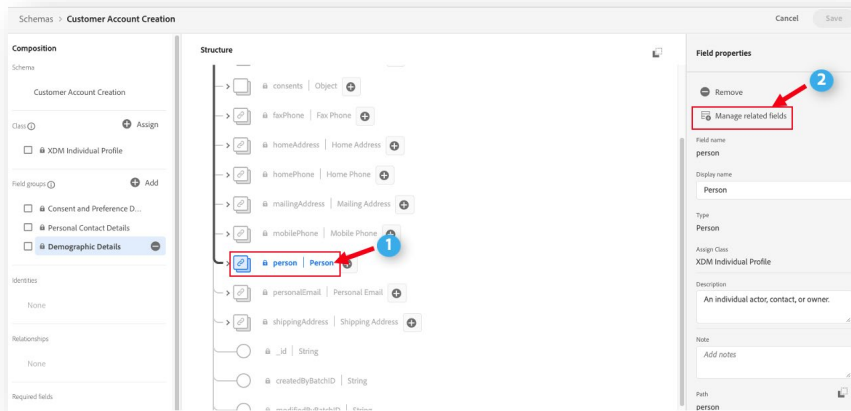 Schemas > Customer Account Creation
Cancel
Save
Composition
Schema
Customer Account Creation
Class
Assign
XDM Individual Profile
Field groups
Add
Consent and Preference D...
Personal Contact Details
Demographic Details
Identities
None
Relationships
None
Required fields
Structure
consents | Object
faxPhone | Fax Phone
homeAddress | Home Address
homePhone | Home Phone
mailingAddress | Mailing Address
mobilePhone | Mobile Phone
1
person | Person
personalEmail | Personal Email
shippingAddress | Shipping Address
_id | String
createdByBatchID | String
modifiedByBatchID | String
Field properties
2
Remove
Manage related fields
Field name
person
Display name
Person
Type
Person
Assign Class
XDM Individual Profile
Description
An individual actor, contact, or owner.
Note
Add notes
Path
person